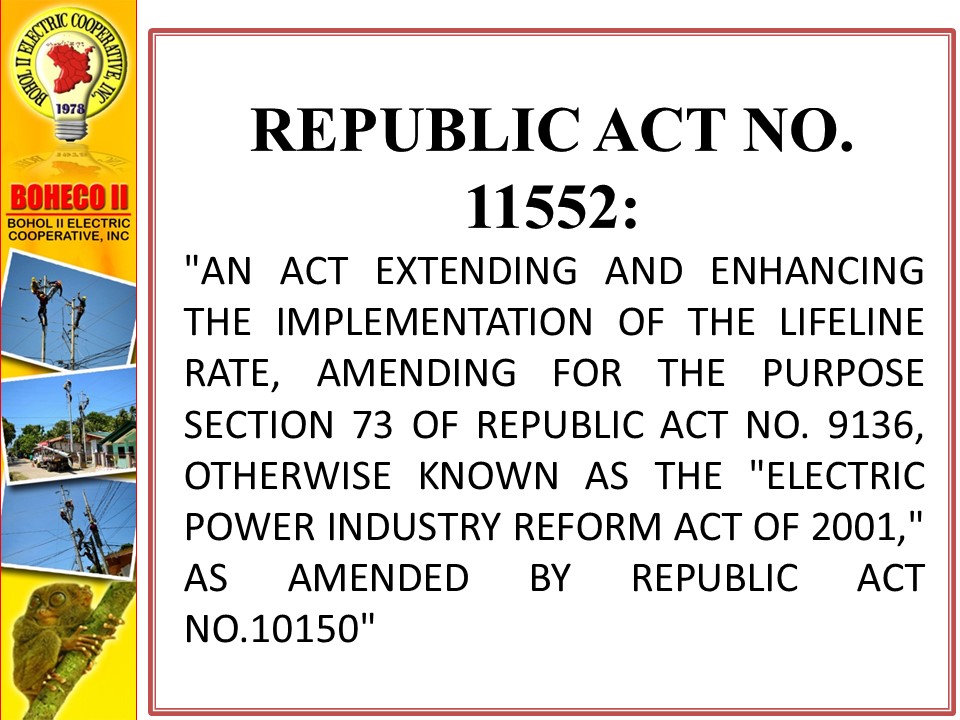 BOHOL II ELECTRIC COOPERATIVE, INC
1978
BOHECO II
BOHOL II ELECTRIC
COOPERATIVE, INC
REPUBLIC ACT NO.
11552:
"AN ACT EXTENDING AND ENHANCING
THE IMPLEMENTATION OF THE LIFELINE
RATE, AMENDING FOR THE PURPOSE
SECTION 73 OF REPUBLIC ACT NO. 9136,
OTHERWISE KNOWN AS THE "ELECTRIC
POWER INDUSTRY REFORM ACT OF 2001,"
AS AMENDED BY REPUBLIC ACT
NO.10150"